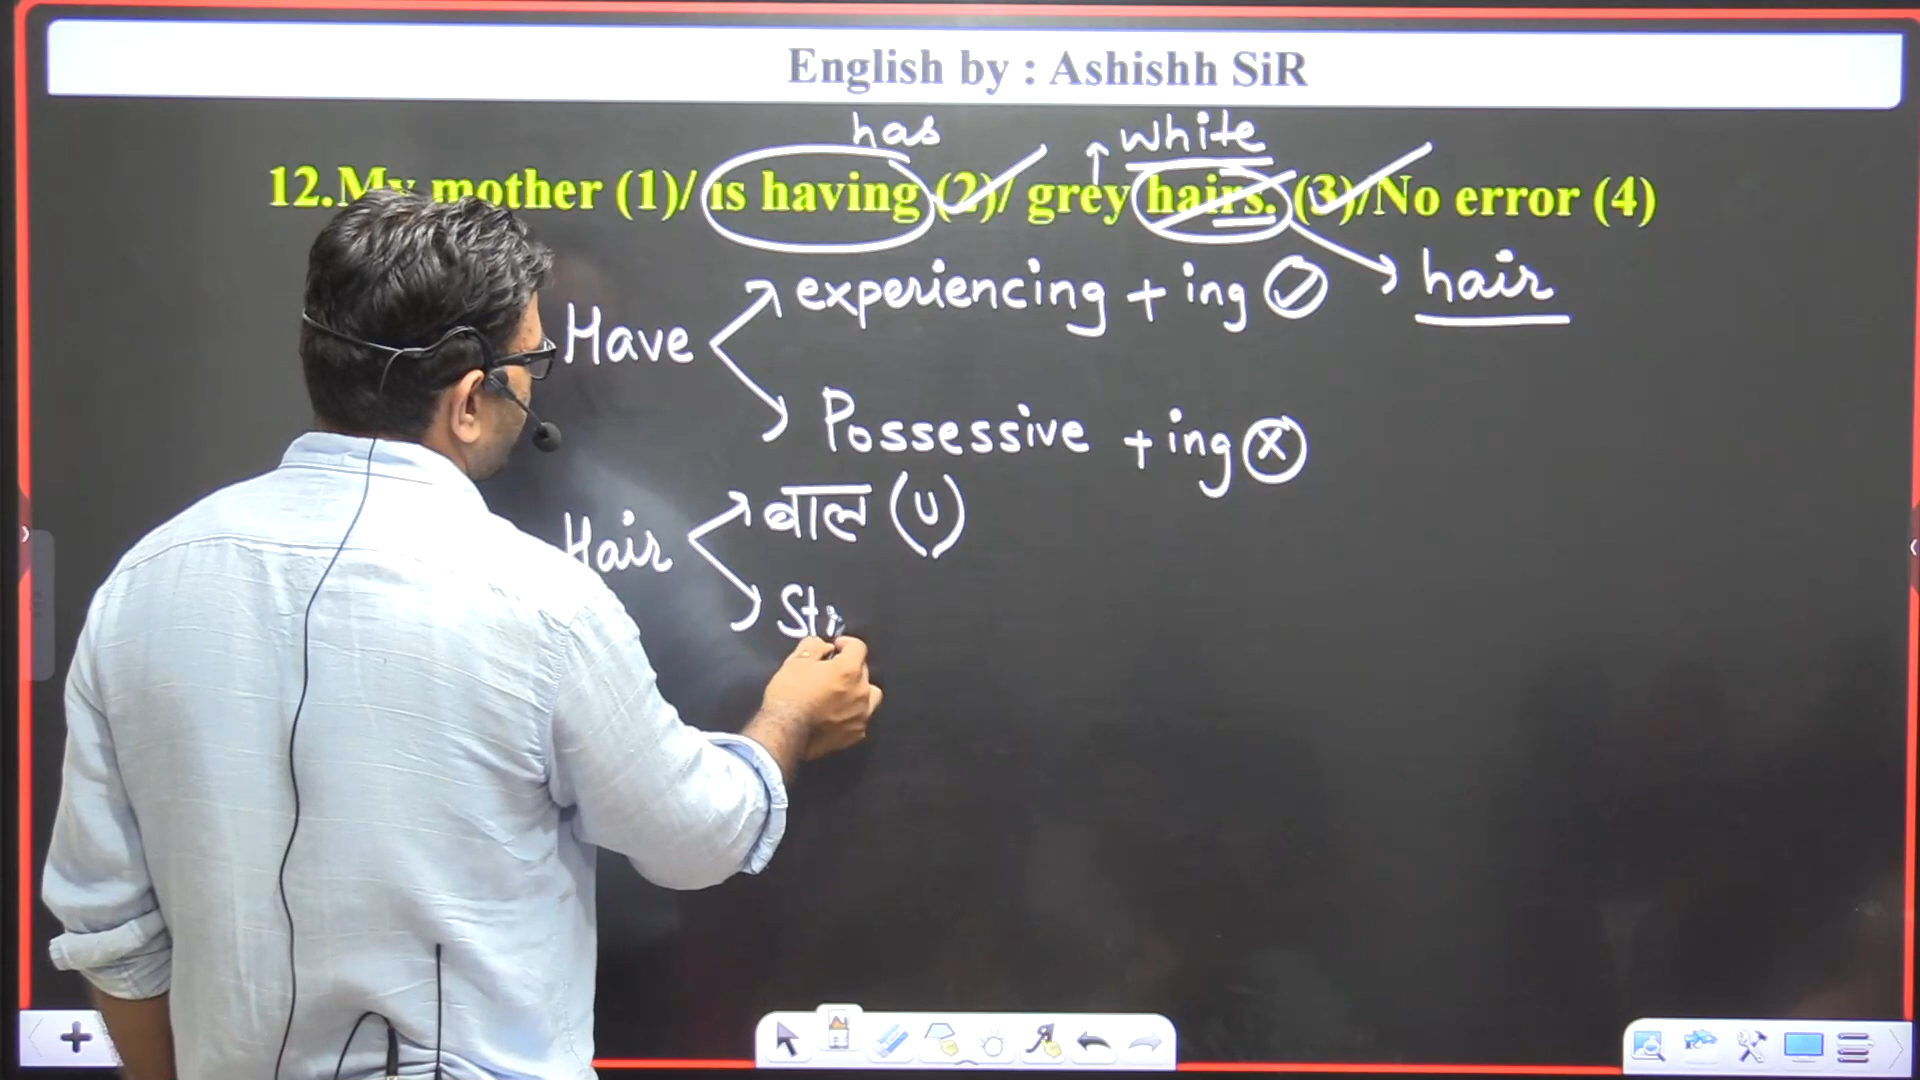 English by : Ashishh SiR
has
white
12.My mother (1)/ is having (2)/ grey hairs. (3)/No error (4)
hair
Have
experiencing + ing
Possessive + ing
Hair
बाल (U)